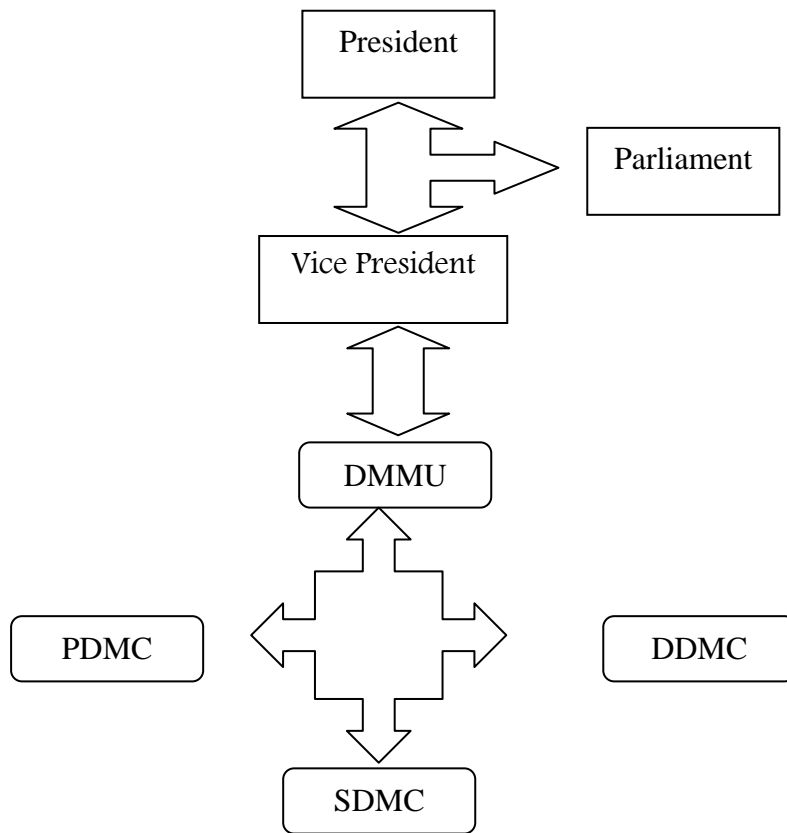 President
Parliament
Vice President
DMMU
PDMC
DDMC
SDMC